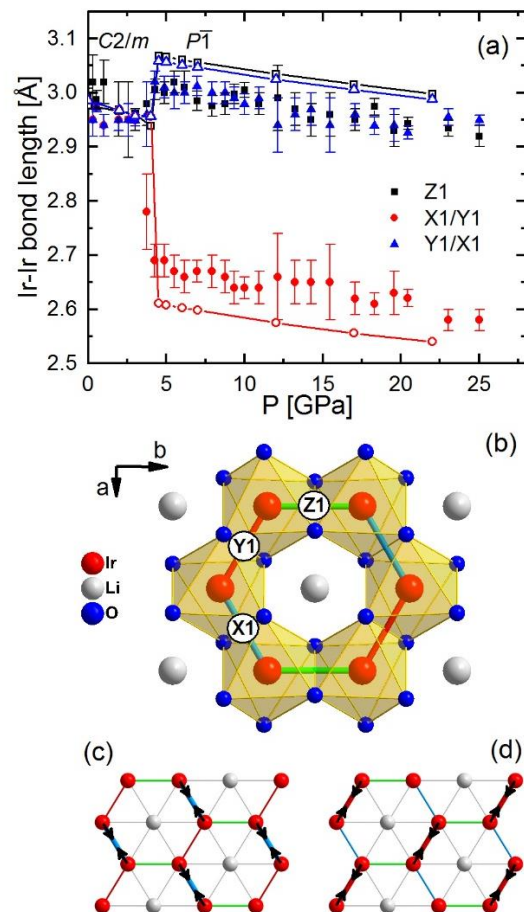 (a)
C2/m P1̄
3.1
3.0
2.9
2.8
2.7
2.6
2.5
Ir-Ir bond length [Å]
Z1
X1/Y1
Y1/X1
0 5 10 15 20 25
P [GPa]
(b)
b
a
Z1
Y1
X1
Ir
Li
O
(c) (d)